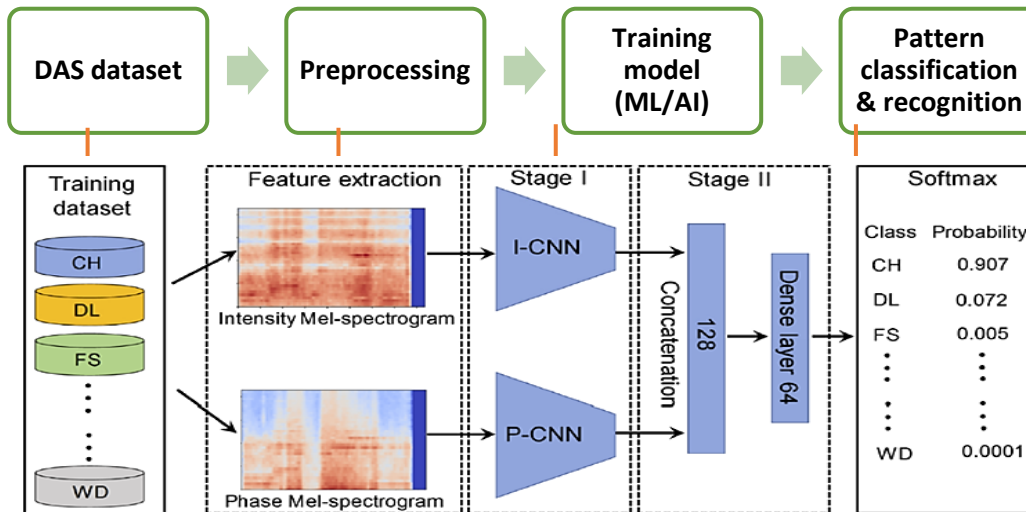 DAS dataset
Preprocessing
Training
model
(ML/AI)
Pattern
classification
& recognition
Training
dataset
CH
DL
FS
WD
Feature extraction
Intensity Mel-spectrogram
Phase Mel-spectrogram
Stage I
I-CNN
P-CNN
Stage II
Concatenation
128
Dense layer 64
Softmax
Class Probability
CH 0.907
DL 0.072
FS 0.005
WD 0.0001